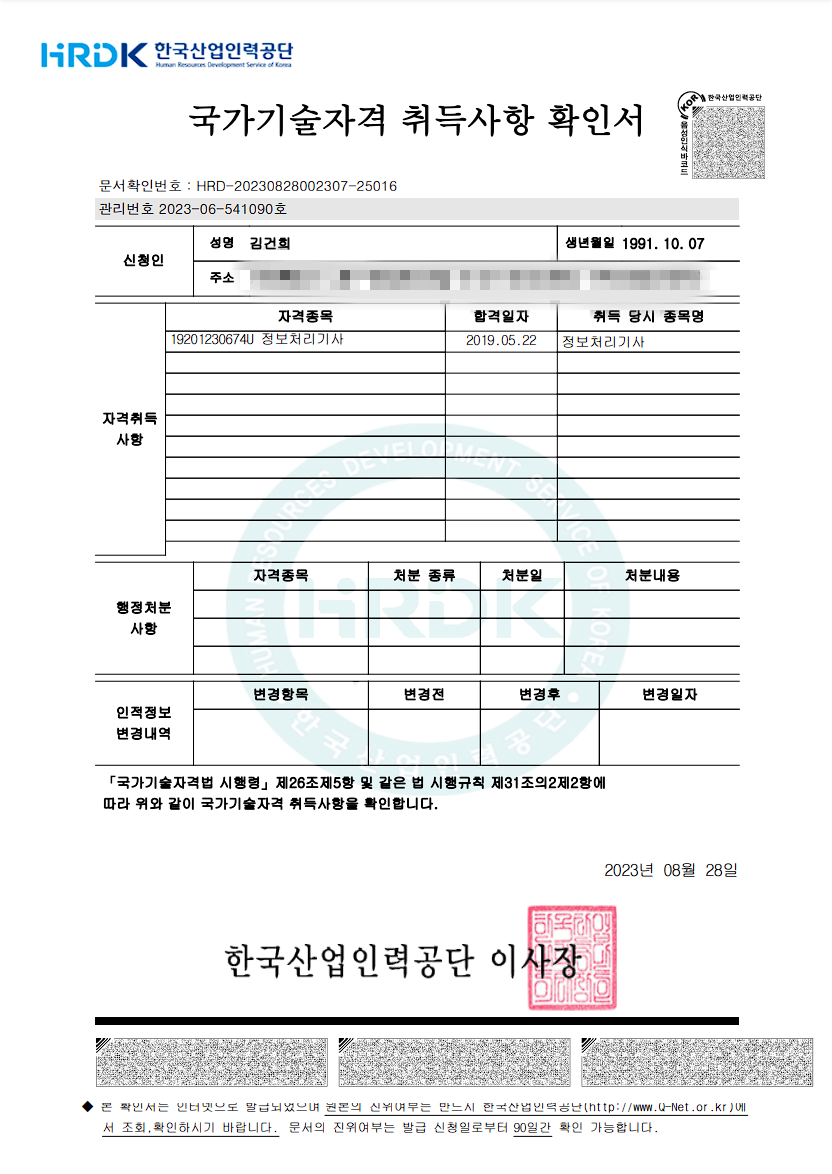 HRDK 한국산업인력공단
Human Resources Development Service of Korea
KOR 한국산업인력공단
음성인식바코드
국가기술자격 취득사항 확인서
문서확인번호 : HRD-20230828002307-25016
관리번호 2023-06-541090호
신청인
성명 김건희 생년월일 1991. 10. 07
주소
자격취득
사항
자격종목 합격일자 취득 당시 종목명
19201230674U 정보처리기사 2019.05.22 정보처리기사
행정처분
사항
자격종목 처분 종류 처분일 처분내용
인적정보
변경내역
변경항목 변경전 변경후 변경일자
HUMAN RESOURCES DEVELOPMENT SERVICE OF KOREA
HRDK
한국산업인력공단
「국가기술자격법 시행령」제26조제5항 및 같은 법 시행규칙 제31조의2제2항에
따라 위와 같이 국가기술자격 취득사항을 확인합니다.
2023년 08월 28일
한국산업인력공단 이사장
◆ 본 확인서는 인터넷으로 발급되었으며 원본의 진위여부는 반드시 한국산업인력공단(http://www.Q-Net.or.kr)에
서 조회,확인하시기 바랍니다. 문서의 진위여부는 발급 신청일로부터 90일간 확인 가능합니다.